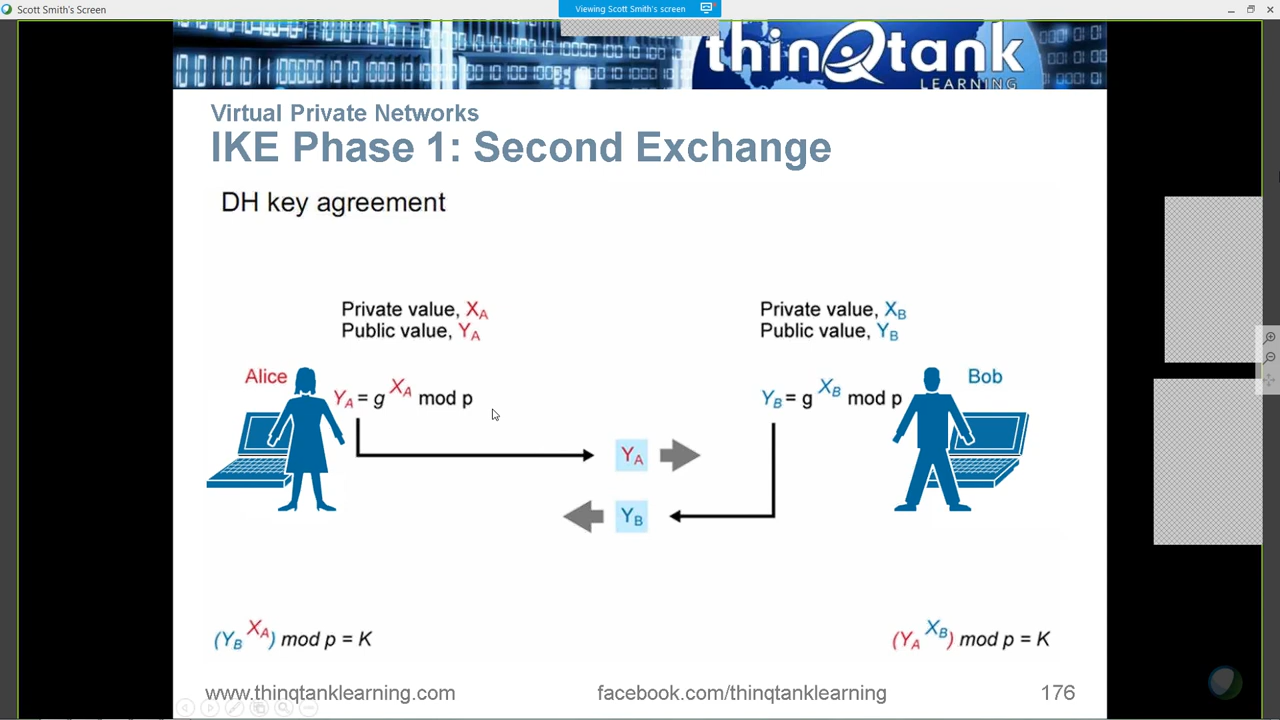 Scott Smith's Screen
Viewing Scott Smith's screen
thinQtank
LEARNING
Virtual Private Networks
IKE Phase 1: Second Exchange
DH key agreement
Private value, XA
Public value, YA
Private value, XB
Public value, YB
Alice
Bob
YA = g XA mod p
YB = g XB mod p
YA
YB
(YB XA) mod p = K
(YA XB) mod p = K
www.thinqtanklearning.com
facebook.com/thinqtanklearning
176